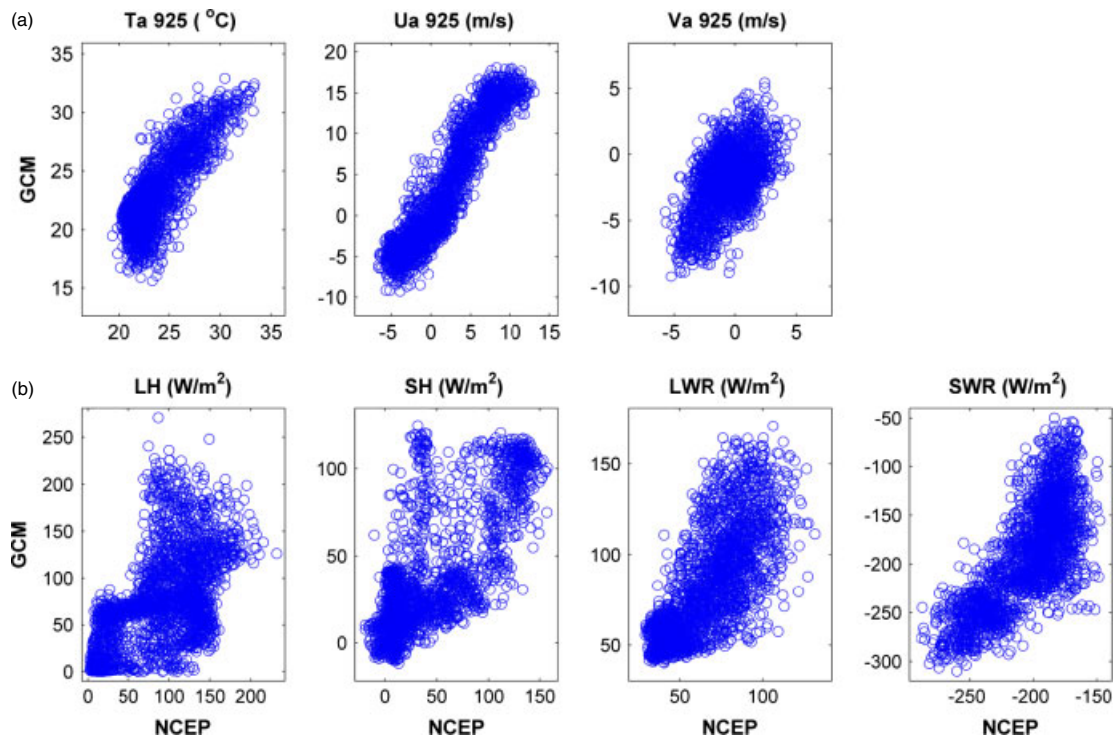 (a)
Ta 925 ( °C)
Ua 925 (m/s)
Va 925 (m/s)
GCM
35
30
25
20
15
20 25 30 35
20
15
10
5
0
-5
-10
-5 0 5 10 15
5
0
-5
-10
-5 0 5
(b)
LH (W/m²)
SH (W/m²)
LWR (W/m²)
SWR (W/m²)
GCM
250
200
150
100
50
0
0 50 100 150 200
NCEP
100
50
0
0 50 100 150
NCEP
150
100
50
50 100
NCEP
-50
-100
-150
-200
-250
-300
-250 -200 -150
NCEP